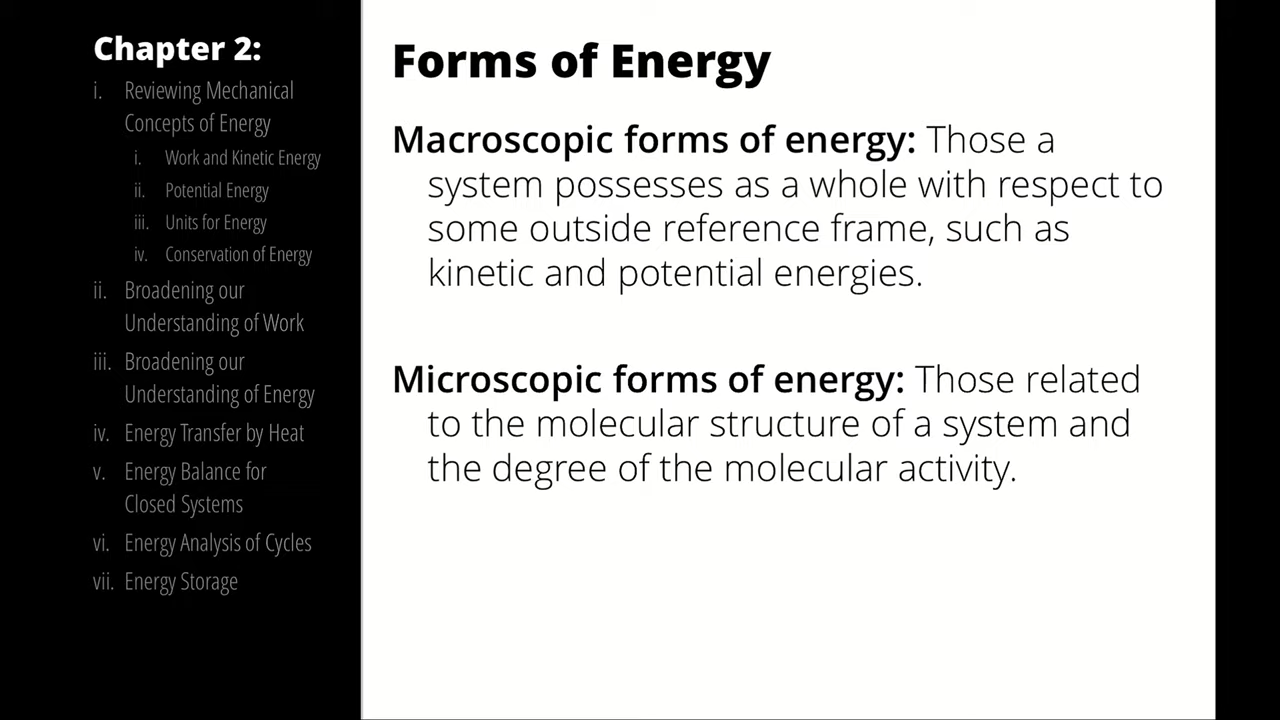 Chapter 2:
i. Reviewing Mechanical
Concepts of Energy
i. Work and Kinetic Energy
ii. Potential Energy
iii. Units for Energy
iv. Conservation of Energy
ii. Broadening our
Understanding of Work
iii. Broadening our
Understanding of Energy
iv. Energy Transfer by Heat
v. Energy Balance for
Closed Systems
vi. Energy Analysis of Cycles
vii. Energy Storage
Forms of Energy
Macroscopic forms of energy: Those a
system possesses as a whole with respect to
some outside reference frame, such as
kinetic and potential energies.
Microscopic forms of energy: Those related
to the molecular structure of a system and
the degree of the molecular activity.